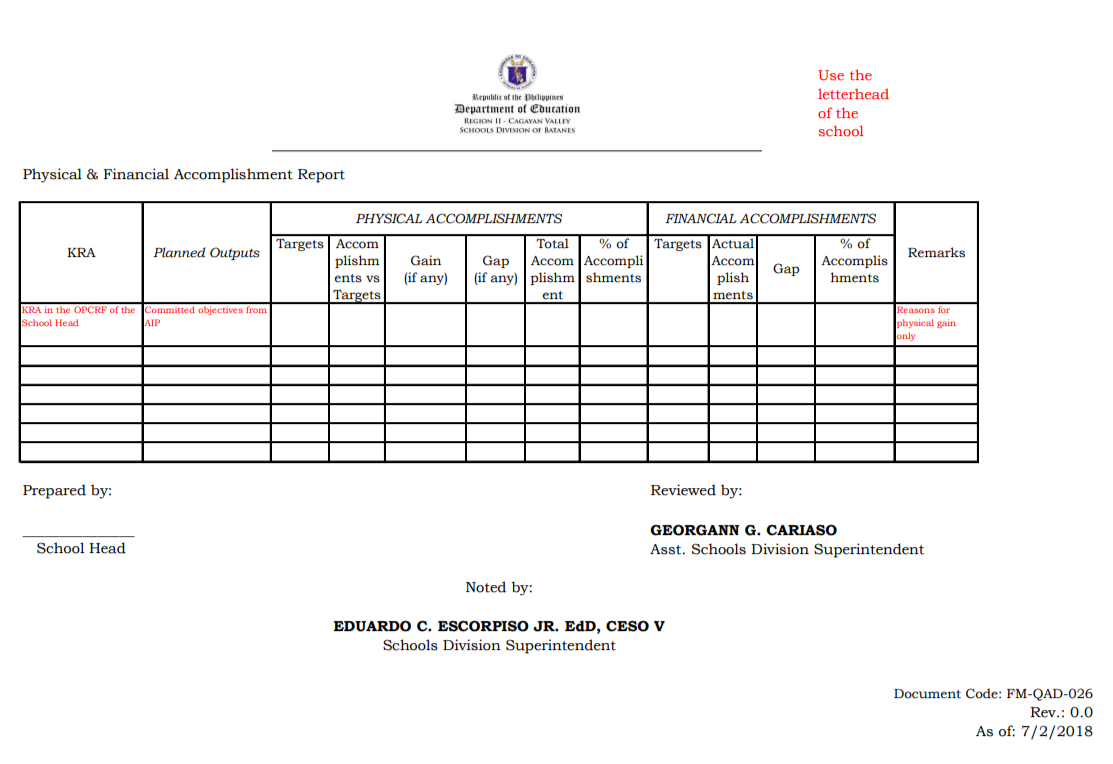 Republic of the Philippines
Department of Education
REGION II - CAGAYAN VALLEY
SCHOOLS DIVISION OF BATANES
Use the
letterhead
of the
school
Physical & Financial Accomplishment Report
KRA
Planned Outputs
PHYSICAL ACCOMPLISHMENTS
FINANCIAL ACCOMPLISHMENTS
Remarks
Targets
Accom
plishm
ents vs
Targets
Gain
(if any)
Gap
(if any)
Total
Accom
plishm
ent
% of
Accompli
shments
Targets
Actual
Accom
plish
ments
Gap
% of
Accomplis
hments
KRA in the OPCRF of the
School Head
Committed objectives from
AIP
Reasons for
physical gain
only
Prepared by:
Reviewed by:
School Head
GEORGANN G. CARIASO
Asst. Schools Division Superintendent
Noted by:
EDUARDO C. ESCORPISO JR. EdD, CESO V
Schools Division Superintendent
Document Code: FM-QAD-026
Rev.: 0.0
As of: 7/2/2018